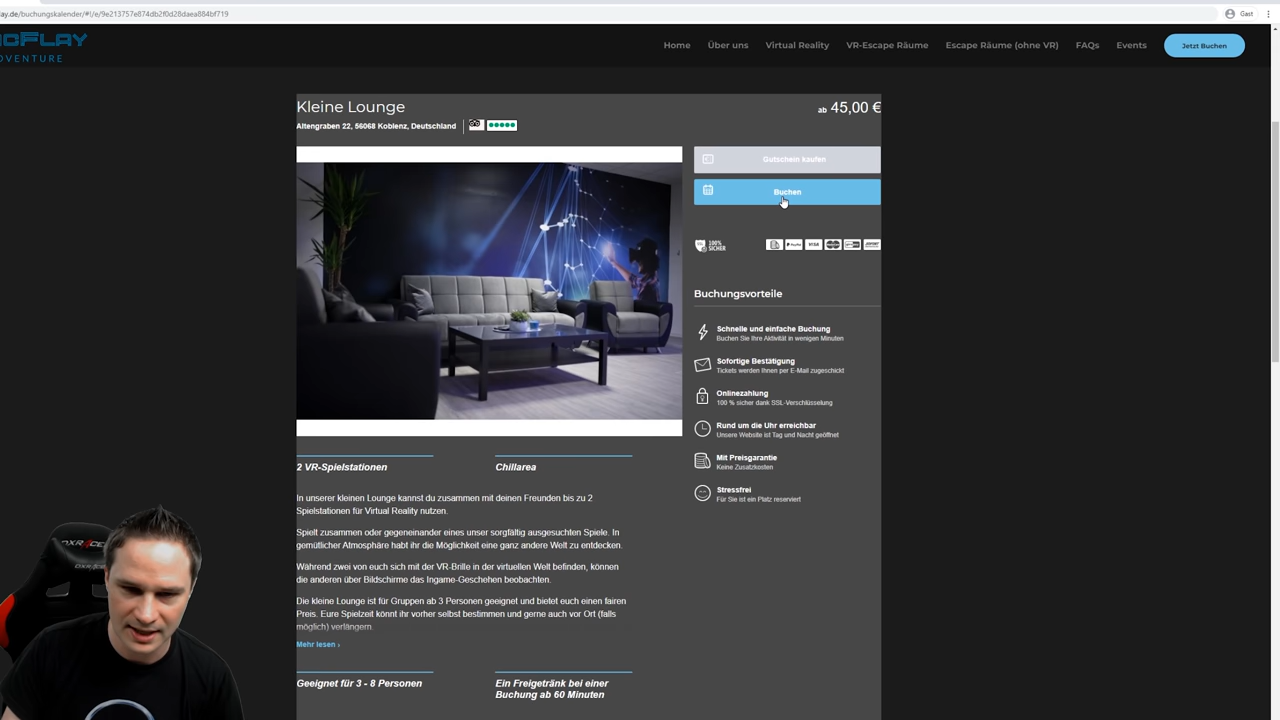 lay.de/buchungskalender/#!/e/9e213757e874db2f0d28daea884bf719
Gast
DVENTURE
Home
Über uns
Virtual Reality
VR-Escape Räume
Escape Räume (ohne VR)
FAQs
Events
Jetzt Buchen
Kleine Lounge
ab 45,00 €
Altengraben 22, 56068 Koblenz, Deutschland
Gutschein kaufen
Buchen
100% SICHER
Buchungsvorteile
Schnelle und einfache Buchung
Buchen Sie Ihre Aktivität in wenigen Minuten
Sofortige Bestätigung
Tickets werden Ihnen per E-Mail zugeschickt
Onlinezahlung
100 % sicher dank SSL-Verschlüsselung
Rund um die Uhr erreichbar
Unsere Website ist Tag und Nacht geöffnet
Mit Preisgarantie
Keine Zusatzkosten
Stressfrei
Für Sie ist ein Platz reserviert
2 VR-Spielstationen
Chillarea
In unserer kleinen Lounge kannst du zusammen mit deinen Freunden bis zu 2
Spielstationen für Virtual Reality nutzen.
Spielt zusammen oder gegeneinander eines unser sorgfältig ausgesuchten Spiele. In
gemütlicher Atmosphäre habt ihr die Möglichkeit eine ganz andere Welt zu entdecken.
Während zwei von euch sich mit der VR-Brille in der virtuellen Welt befinden, können
die anderen über Bildschirme das Ingame-Geschehen beobachten.
Die kleine Lounge ist für Gruppen ab 3 Personen geeignet und bietet euch einen fairen
Preis. Eure Spielzeit könnt ihr vorher selbst bestimmen und gerne auch vor Ort (falls
möglich) verlängern.
Mehr lesen ›
Geeignet für 3 - 8 Personen
Ein Freigetränk bei einer
Buchung ab 60 Minuten